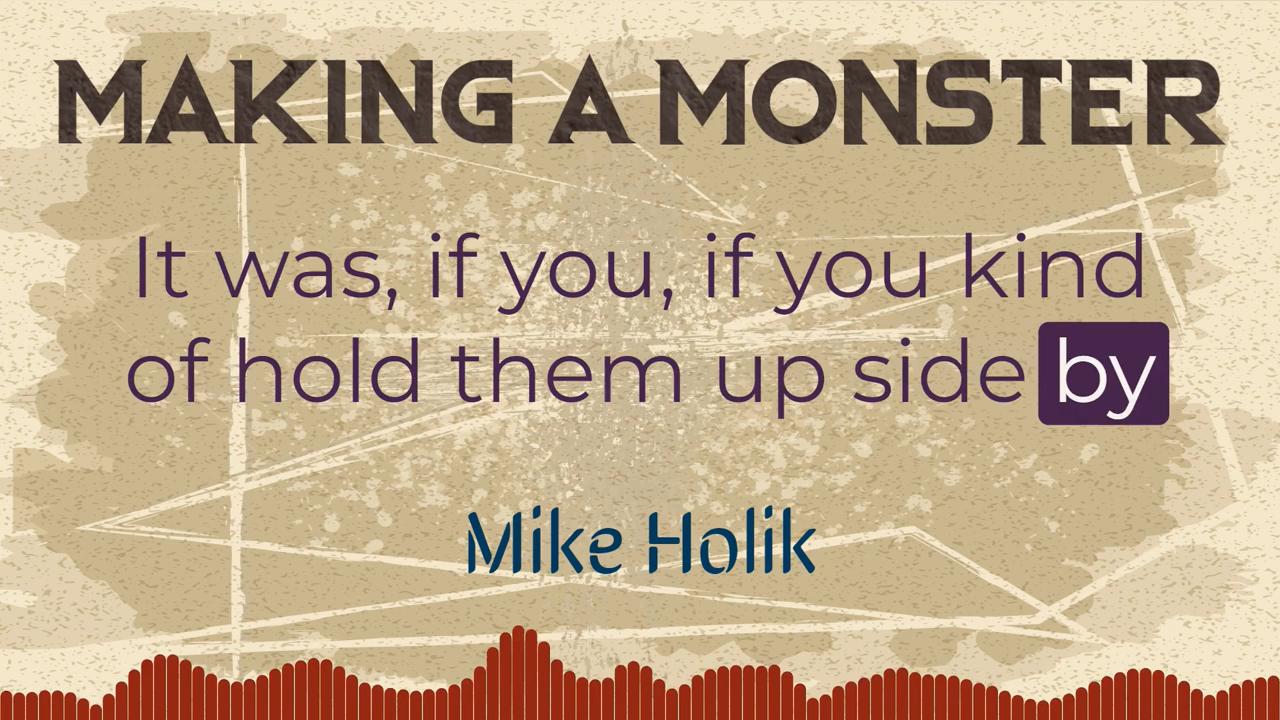 MAKING A MONSTER
It was, if you, if you kind
of hold them up side by
Mike Holik